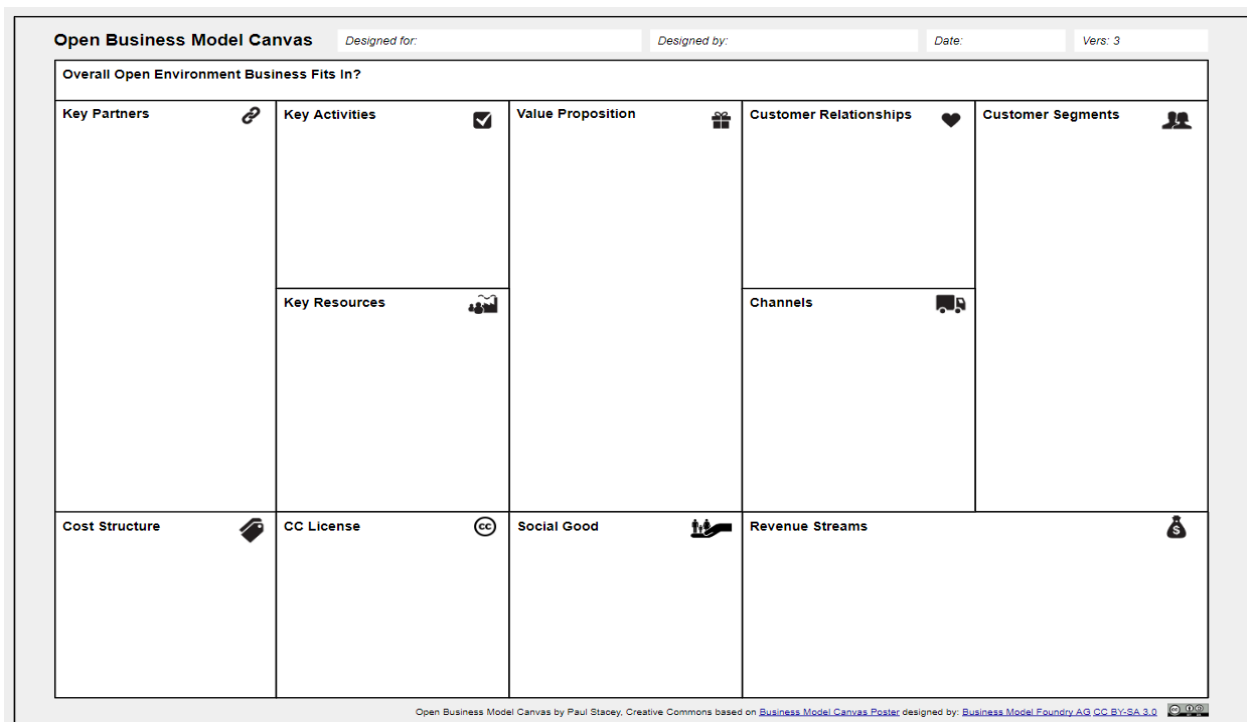 Open Business Model Canvas
Designed for:
Designed by:
Date:
Vers: 3
Overall Open Environment Business Fits In?
Key Partners
Key Activities
Value Proposition
Customer Relationships
Customer Segments
Key Resources
Channels
Cost Structure
CC License
cc
Social Good
Revenue Streams
$
Open Business Model Canvas by Paul Stacey, Creative Commons based on Business Model Canvas Poster designed by: Business Model Foundry AG CC BY-SA 3.0